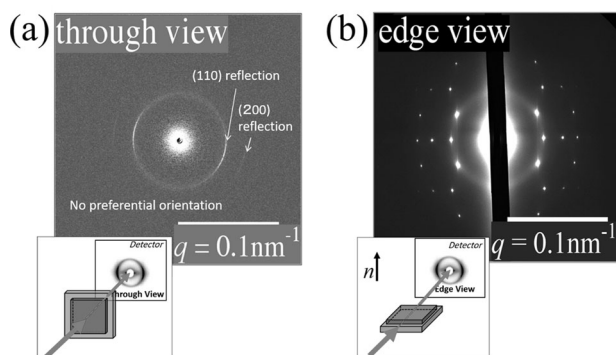 (a) through view
(110) reflection
(200)
reflection
No preferential orientation
q = 0.1nm⁻¹
Detector
Through View
(b) edge view
q = 0.1nm⁻¹
n
Detector
Edge View